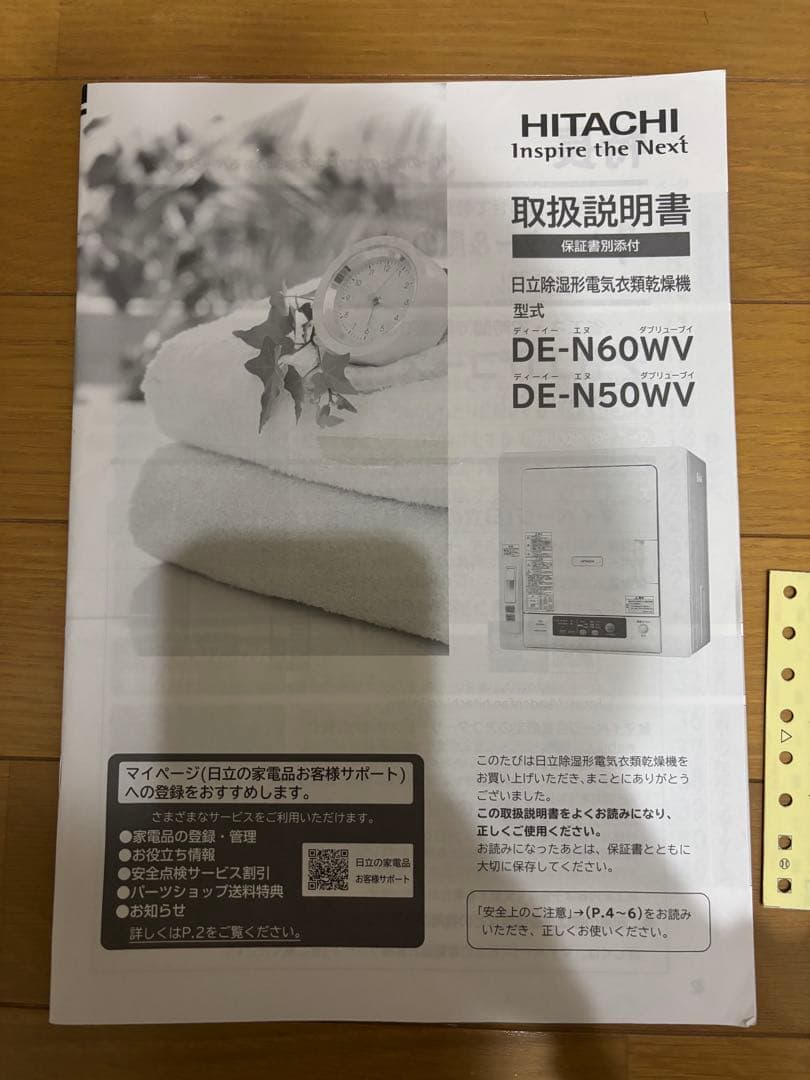 HITACHI
Inspire the Next
取扱説明書
保証書別添付
日立除湿形電気衣類乾燥機
型式
ディーイー エヌ ダブリューブイ
DE-N60WV
ディーイー エヌ ダブリューブイ
DE-N50WV
HITACHI
マイページ(日立の家電品お客様サポート)
への登録をおすすめします。
さまざまなサービスをご利用いただけます。
●家電品の登録・管理
●お役立ち情報
●安全点検サービス割引
●パーツショップ送料特典
●お知らせ
詳しくはP.2をご覧ください。
日立の家電品
お客様サポート
このたびは日立除湿形電気衣類乾燥機を
お買い上げいただき、まことにありがとう
ございました。
この取扱説明書をよくお読みになり、
正しくご使用ください。
お読みになったあとは、保証書とともに
大切に保存してください。
「安全上のご注意」→(P.4～6)をお読み
いただき、正しくお使いください。